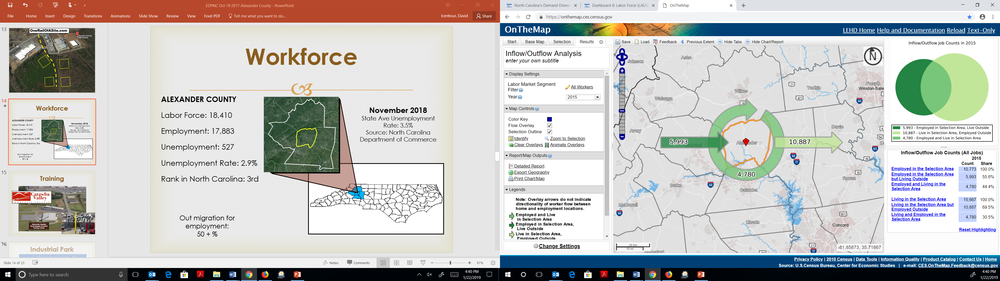 EDPNC Oct 19 2017 Alexander County - PowerPoint
File Home Insert Design Transitions Animations Slide Show Review View Foxit PDF Tell me what you want to do... Icenhour, David Share
13
OneRailOfASite.com
14
Workforce
ALEXANDER COUNTY
Labor Force: 18,410
Employment: 17,883
Unemployment: 527
Unemployment Rate: 2.9%
Rank in North Carolina: 3rd
November 2018
State Ave Unemployment
Rate: 3.5%
Source: North Carolina
Department of Commerce
Out migration for
employment:
50 + %
15
Training
Catawba
Valley
COMMUNITY COLLEGE
Alexander Applied
Technologies Industrial
Training Center
16
Industrial Park
Workforce
ALEXANDER COUNTY
Labor Force: 18,410
Employment: 17,883
Unemployment: 527
Unemployment Rate: 2.9%
Rank in North Carolina: 3rd
November 2018
State Ave Unemployment
Rate: 3.5%
Source: North Carolina
Department of Commerce
Out migration for
employment:
50 + %
Slide 14 of 23
Notes Comments 97%
Type here to search
4:40 PM
1/22/2019
North Carolina's Demand Driven
Dashboard 8: Labor Force (LAUS)
OnTheMap
https://onthemap.ces.census.gov
OnTheMap
LEHD Home Help and Documentation Reload Text-Only
Start Base Map Selection Results
Save Load Feedback Previous Extent Hide Tabs Hide Chart/Report
Inflow/Outflow Analysis
enter your own subtitle
Display Settings
Labor Market Segment
Filter
All Workers
Year 2015
Map Controls
Color Key
Flow Overlay
Selection Outline
Identify Zoom to Selection
Clear Overlays Animate Overlays
Report/Map Outputs
Detailed Report
Export Geography
Print Chart/Map
Legends
Note: Overlay arrows do not indicate
directionality of worker flow between
home and employment locations.
Employed and Live
in Selection Area
Employed in Selection Area,
Live Outside
Live in Selection Area,
Employed Outside
Change Settings
Johnson
Ashe
Watauga
Wilkes
Yadkin
Forsyth
Winston-Sale
21
421
40
16
Avery
Davie
5,993
Alexander
10,887
4,780
64
85
40
77
29
52
Rowan
Burke
40
Catawba
McDowell
40
601
Lincoln
Concord
20 km
10 mi
21
77
-81.85873, 35.71867
Inflow/Outflow Job Counts in 2015
5,993 - Employed in Selection Area, Live Outside
10,887 - Live in Selection Area, Employed Outside
4,780 - Employed and Live in Selection Area
Inflow/Outflow Job Counts (All Jobs)
2015
Count Share
Employed in the Selection Area 10,773 100.0%
Employed in the Selection Area
but Living Outside 5,993 55.6%
Employed and Living in the
Selection Area 4,780 44.4%
Living in the Selection Area 15,667 100.0%
Living in the Selection Area but
Employed Outside 10,887 69.5%
Living and Employed in the
Selection Area 4,780 30.5%
Reset Highlighting
Privacy Policy | 2010 Census | Data Tools | Information Quality | Product Catalog | Contact Us | Home
Source: U.S.Census Bureau, Center for Economic Studies | e-mail: CES.OnTheMap.Feedback@census.gov
4:40 PM
1/22/2019